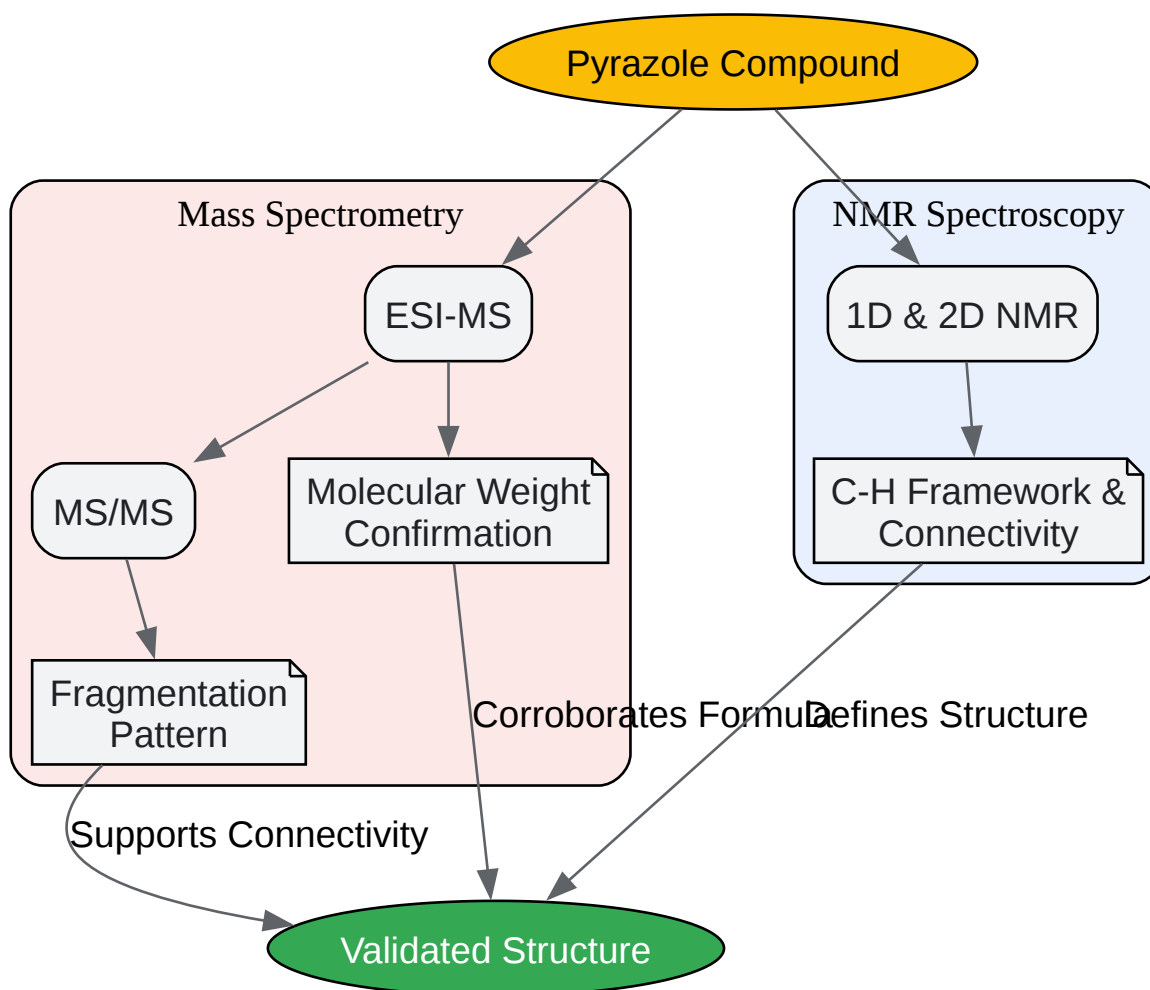 Pyrazole Compound
Mass Spectrometry
NMR Spectroscopy
ESI-MS
1D & 2D NMR
MS/MS
Molecular Weight
Confirmation
C-H Framework &
Connectivity
Fragmentation
Pattern
Corroborates Formula
Defines Structure
Supports Connectivity
Validated Structure